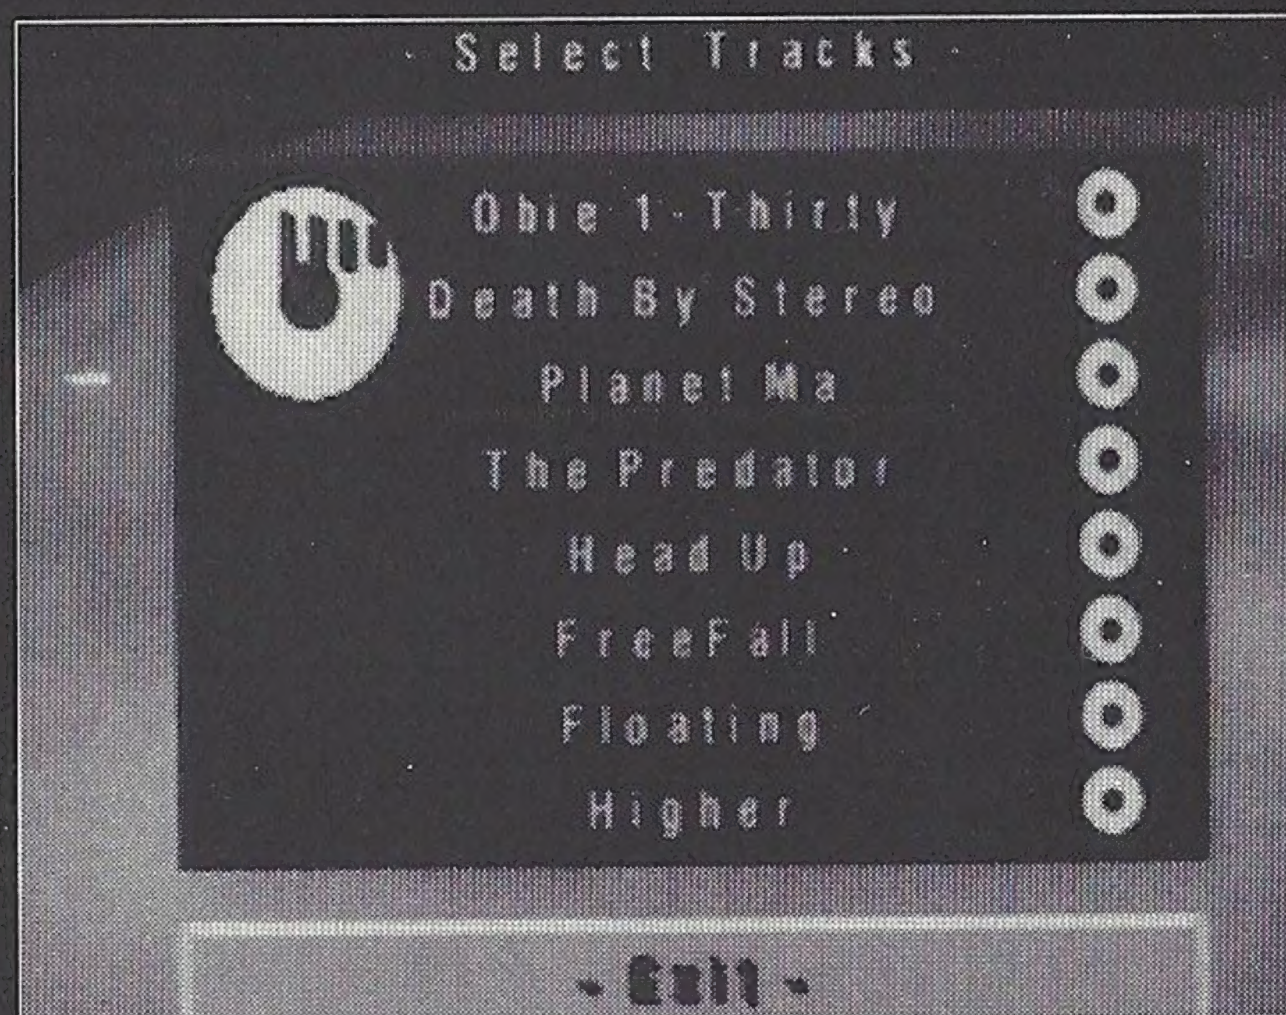 - Select Tracks -
Obie 1 - Thirty
Death By Stereo
Planet Ma
The Predator
Head Up
FreeFall
Floating
Higher
- Exit -